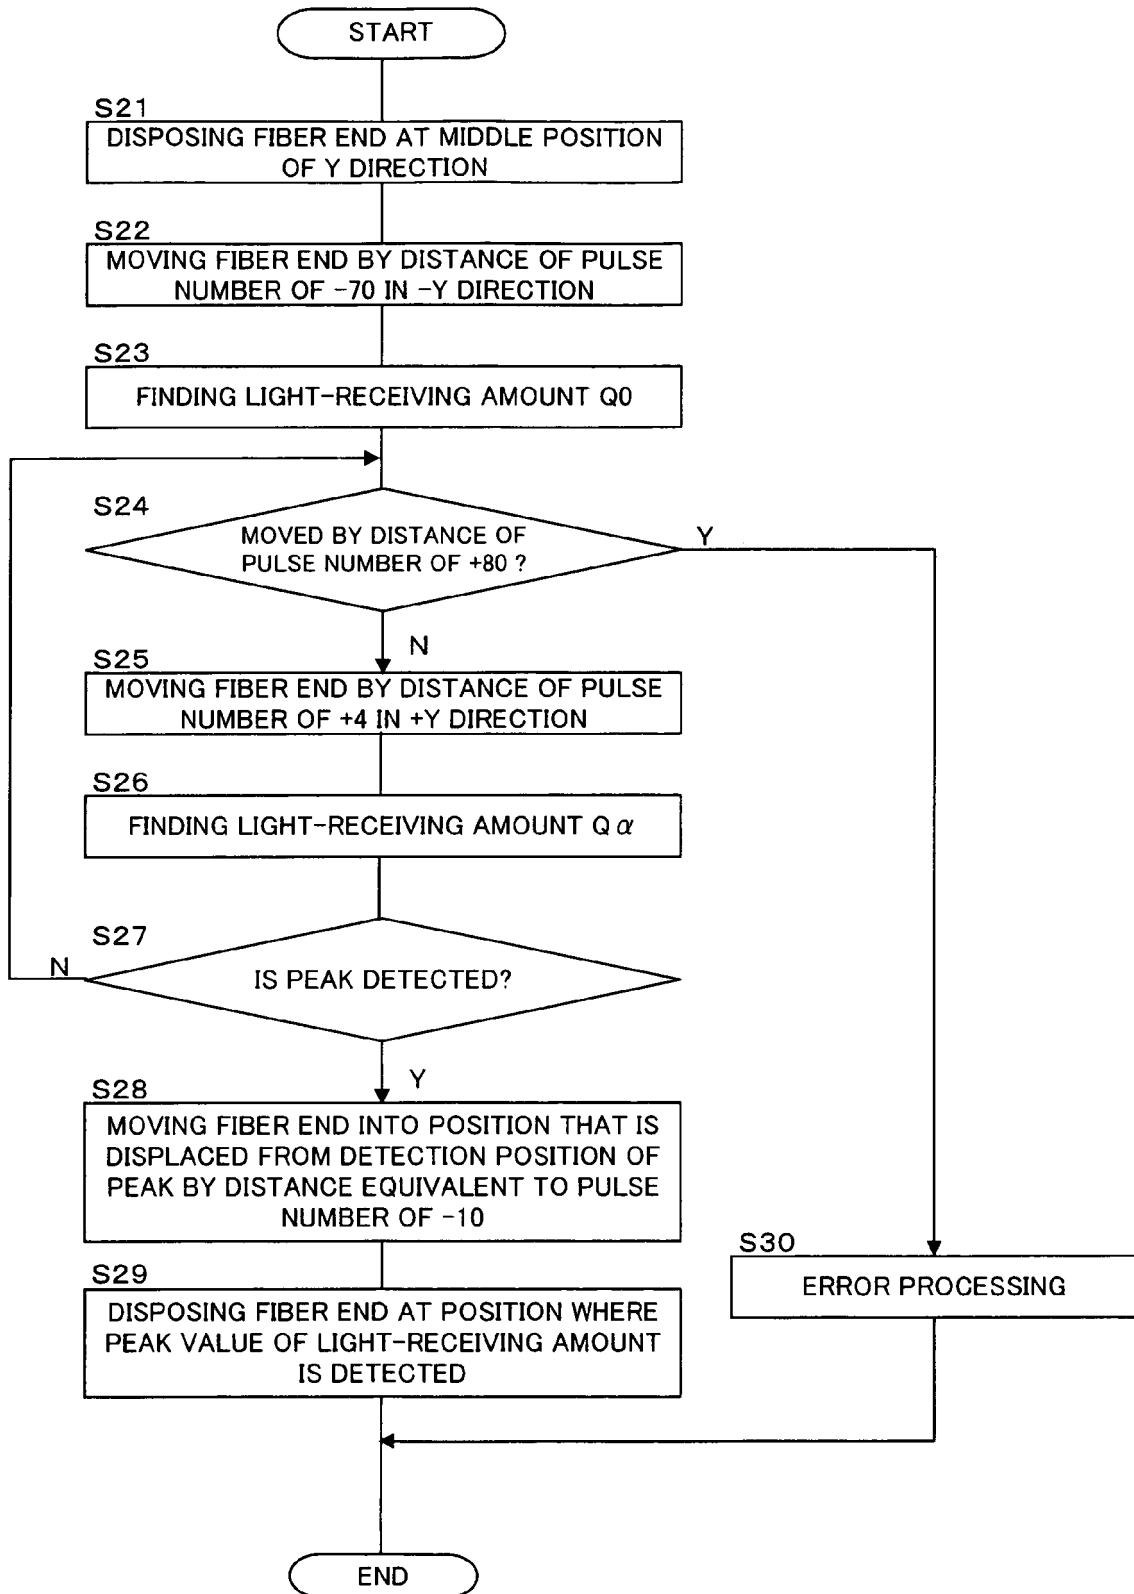 START
S21
DISPOSING FIBER END AT MIDDLE POSITION
OF Y DIRECTION
S22
MOVING FIBER END BY DISTANCE OF PULSE
NUMBER OF -70 IN -Y DIRECTION
S23
FINDING LIGHT-RECEIVING AMOUNT Q0
S24
MOVED BY DISTANCE OF
PULSE NUMBER OF +80 ?
Y
N
S25
MOVING FIBER END BY DISTANCE OF PULSE
NUMBER OF +4 IN +Y DIRECTION
S26
FINDING LIGHT-RECEIVING AMOUNT Q α
S27
N
IS PEAK DETECTED?
Y
S28
MOVING FIBER END INTO POSITION THAT IS
DISPLACED FROM DETECTION POSITION OF
PEAK BY DISTANCE EQUIVALENT TO PULSE
NUMBER OF -10
S29
DISPOSING FIBER END AT POSITION WHERE
PEAK VALUE OF LIGHT-RECEIVING AMOUNT
IS DETECTED
S30
ERROR PROCESSING
END